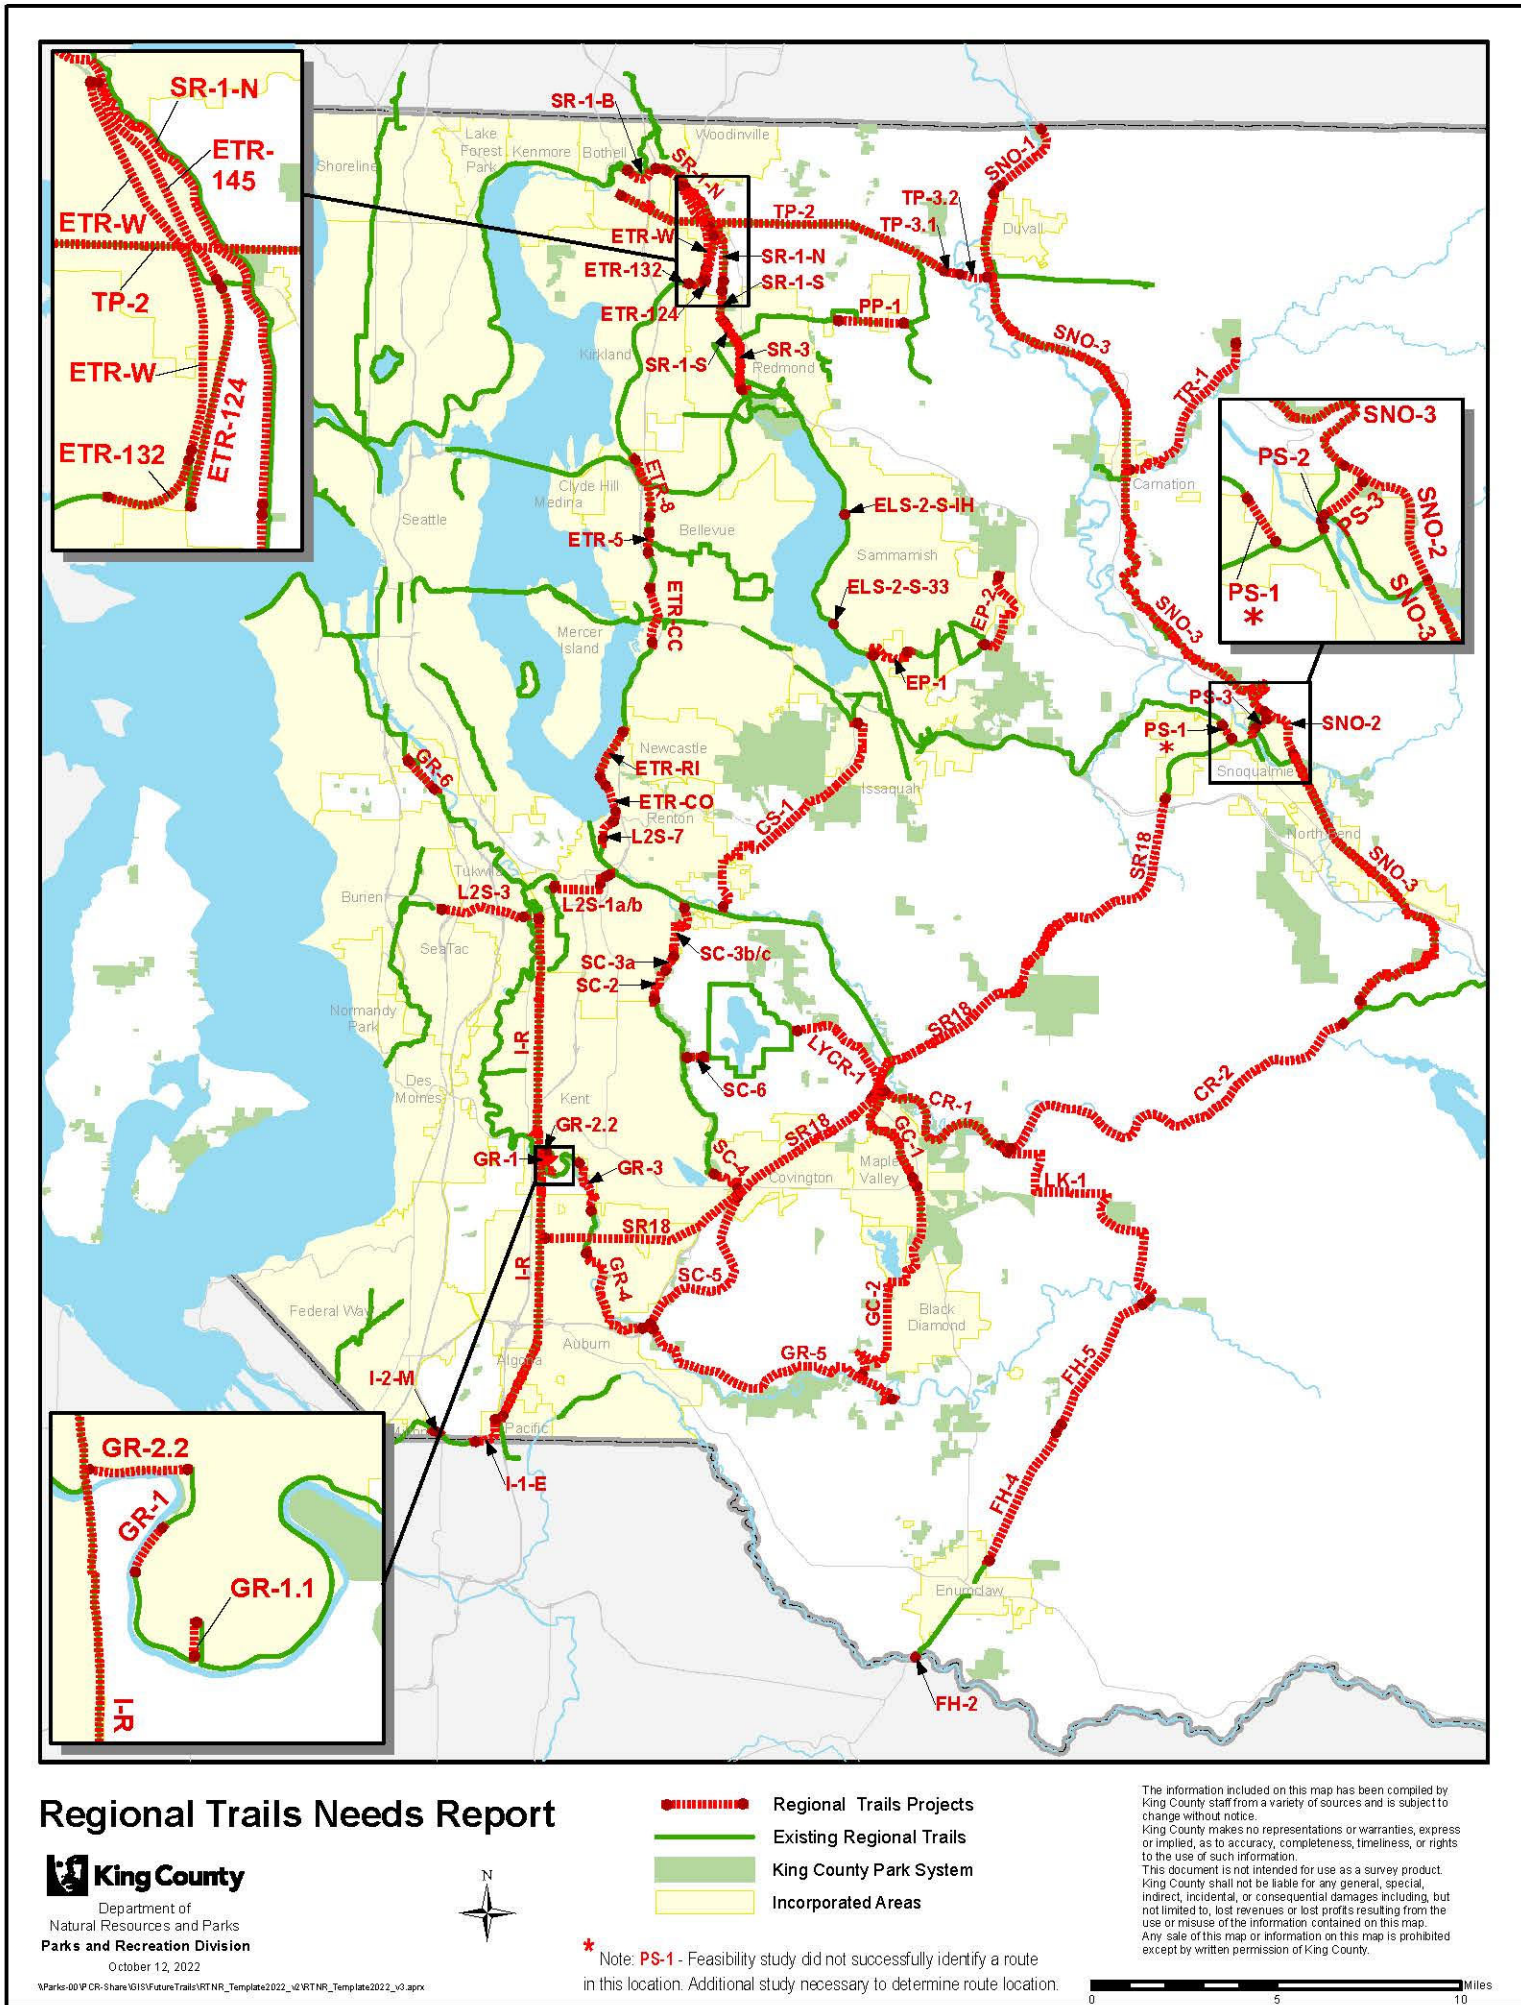 SR-1-N
ETR-
145
ETR-W
TP-2
ETR-W
ETR-124
ETR-132
SR-1-B
Lake
Forest
Park
Kenmore
Bothell
Woodinville
Shoreline
SR-1-N
SNO-1
TP-3.2
TP-2
TP-3.1
Duvall
ETR-W
SR-1-N
ETR-132
SR-1-S
ETR-124
PP-1
SNO-3
Kirkland
SR-1-S
SR-3
Redmond
TR-1
SNO-3
PS-2
PS-3
SNO-2
PS-1
*
SNO-3
Carnation
Clyde Hill
Medina
ETR-8
Seattle
Bellevue
ETR-5
ELS-2-S-IH
Sammamish
ELS-2-S-33
ETR-CC
EP-2
SNO-3
Mercer
Island
EP-1
PS-3
PS-1
*
SNO-2
Snoqualmie
Newcastle
ETR-RI
GR-6
ETR-CO
Renton
Issaquah
CS-1
L2S-7
North Bend
SR18
SNO-3
Tukwila
Burien
L2S-3
L2S-1a/b
SeaTac
SC-3b/c
SC-3a
SC-2
Normandy
Park
SR18
I-R
LYCR-1
SC-6
Des
Moines
Kent
CR-1
CR-2
SR18
GC-1
GR-2.2
GR-1
GR-3
SC-4
Covington
Maple
Valley
LK-1
SR18
I-R
GR-4
SC-5
GC-2
Federal Way
Black
Diamond
Auburn
Algona
GR-5
FH-5
I-2-M
Pacific
I-1-E
FH-4
Enumclaw
FH-2
GR-2.2
GR-1
GR-1.1
I-R
Regional Trails Needs Report
King County
Department of
Natural Resources and Parks
Parks and Recreation Division
October 12, 2022
\\Parks-00\PCR-Share\GIS\FutureTrails\RTNR_Template2022_v2\RTNR_Template2022_v3.aprx
N
Regional Trails Projects
Existing Regional Trails
King County Park System
Incorporated Areas
* Note: PS-1 - Feasibility study did not successfully identify a route
in this location. Additional study necessary to determine route location.
The information included on this map has been compiled by
King County staff from a variety of sources and is subject to
change without notice.
King County makes no representations or warranties, express
or implied, as to accuracy, completeness, timeliness, or rights
to the use of such information.
This document is not intended for use as a survey product.
King County shall not be liable for any general, special,
indirect, incidental, or consequential damages including, but
not limited to, lost revenues or lost profits resulting from the
use or misuse of the information contained on this map.
Any sale of this map or information on this map is prohibited
except by written permission of King County.
Miles
0 5 10